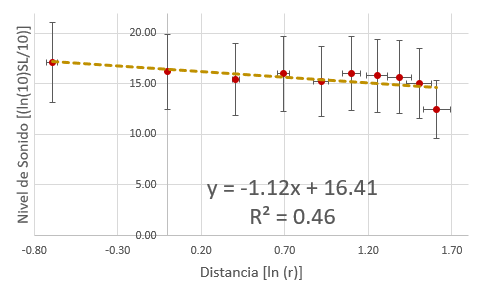 Nivel de Sonido [(ln(10)SL/10)]
20.00
15.00
10.00
5.00
0.00
y = -1.12x + 16.41
R² = 0.46
-0.80 -0.30 0.20 0.70 1.20 1.70
Distancia [ln (r)]